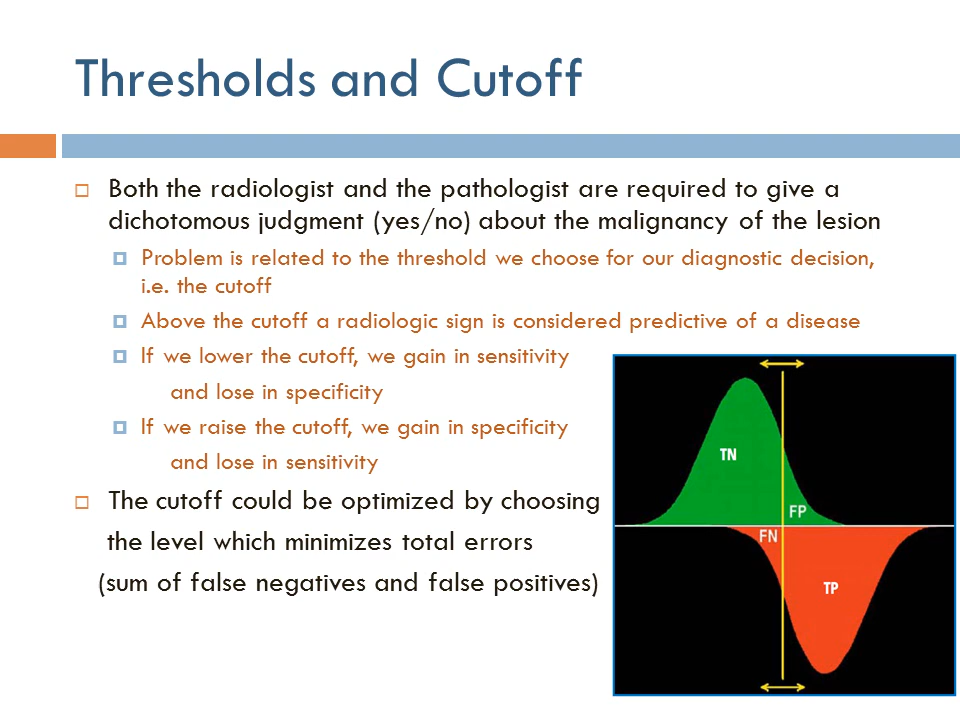 Thresholds and Cutoff
Both the radiologist and the pathologist are required to give a
dichotomous judgment (yes/no) about the malignancy of the lesion
Problem is related to the threshold we choose for our diagnostic decision,
i.e. the cutoff
Above the cutoff a radiologic sign is considered predictive of a disease
If we lower the cutoff, we gain in sensitivity
and lose in specificity
If we raise the cutoff, we gain in specificity
and lose in sensitivity
The cutoff could be optimized by choosing
the level which minimizes total errors
(sum of false negatives and false positives)
TN
FP
FN
TP